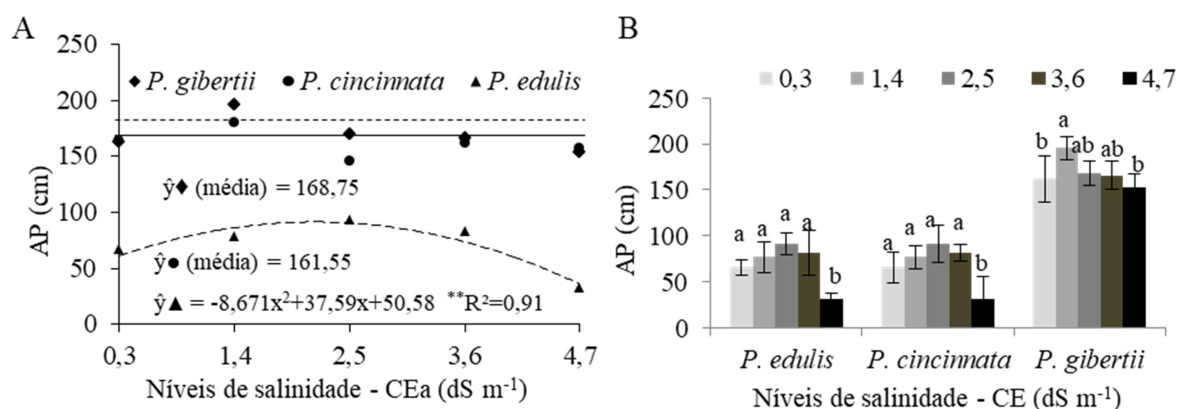 A
250
200
150
100
50
0
AP (cm)
◆ P. gibertii ● P. cincinnata ▲ P. edulis
ŷ◆ (média) = 168,75
ŷ● (média) = 161,55
ŷ▲ = -8,671x²+37,59x+50,58 **R²=0,91
0,3 1,4 2,5 3,6 4,7
Níveis de salinidade - CEa (dS m⁻¹)
B
0,3 1,4 2,5 3,6 4,7
250
200
150
100
50
0
AP (cm)
a a a a b
a a a a b
b a ab ab b
P. edulis P. cincinnata P. gibertii
Níveis de salinidade - CE (dS m⁻¹)